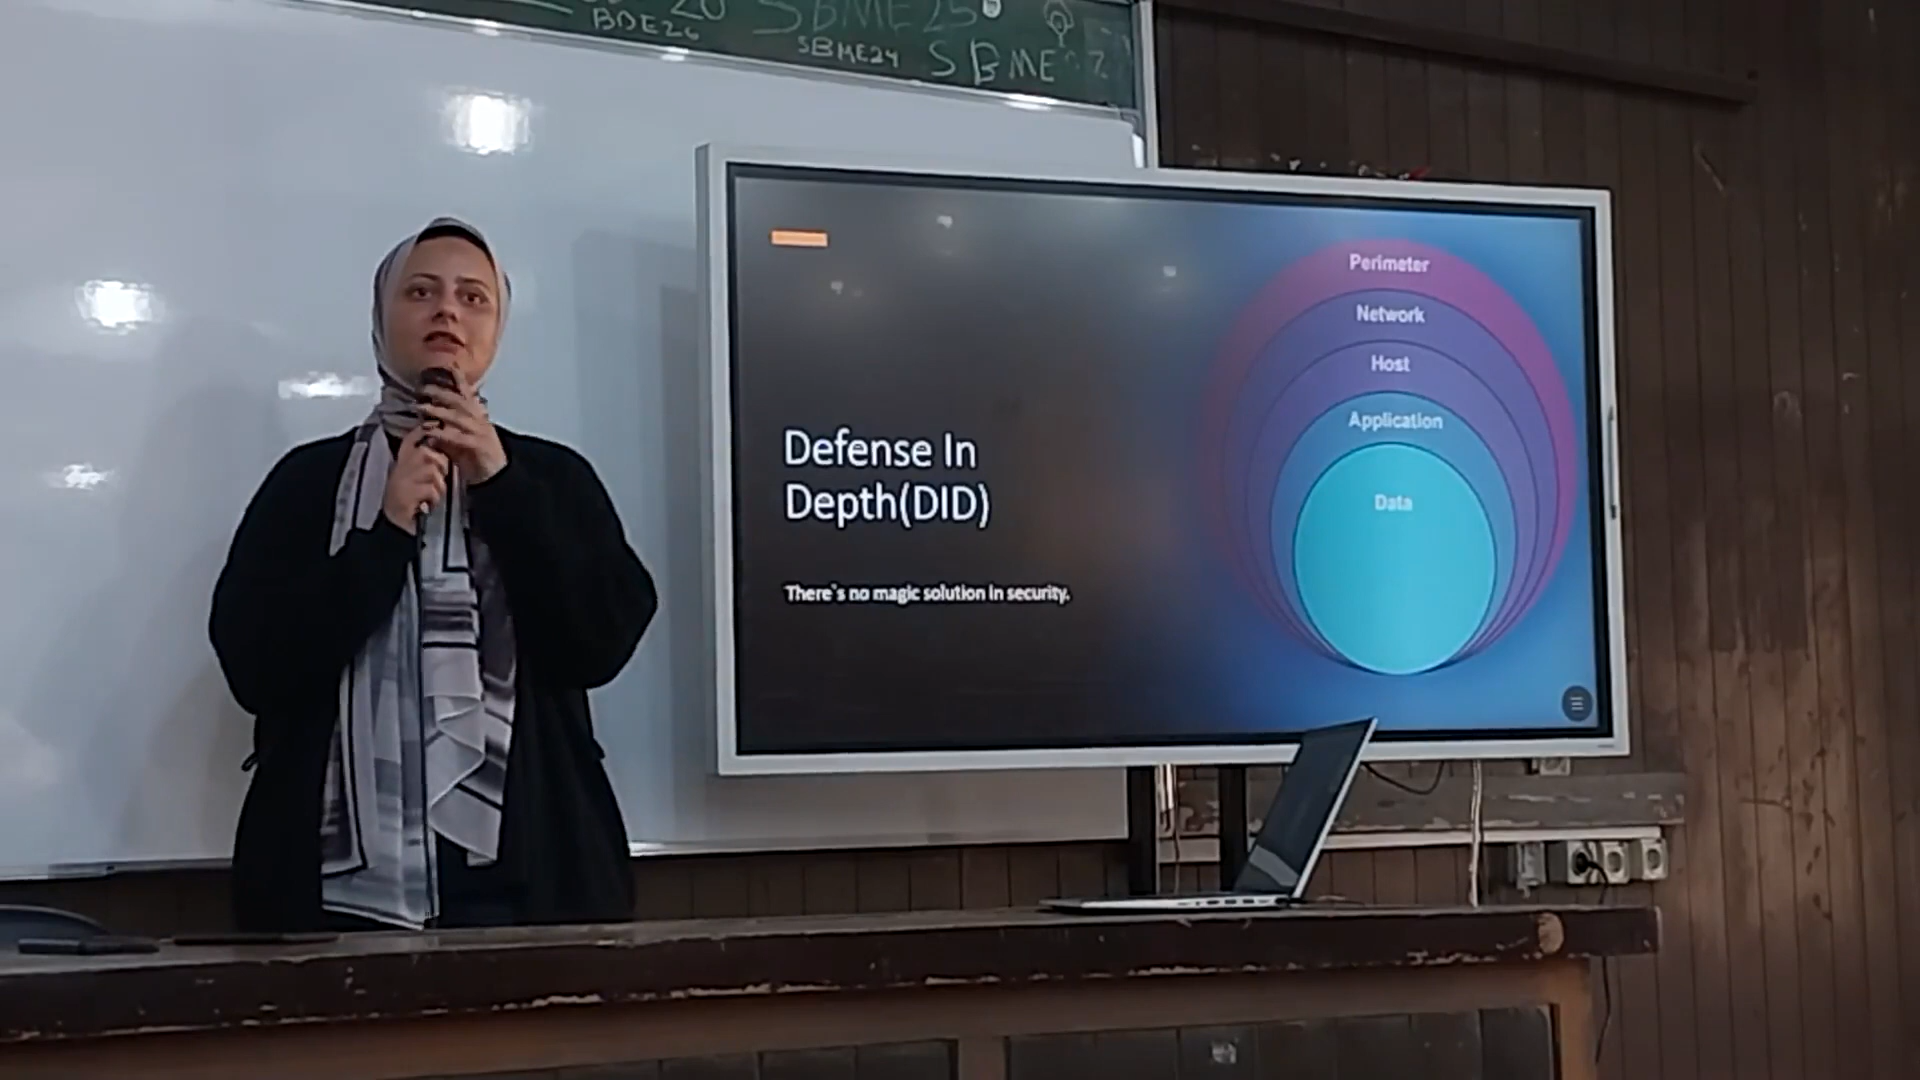 BDE26
SBME25
SBME24
SBME
Perimeter
Network
Host
Application
Data
Defense In
Depth(DID)
There`s no magic solution in security.